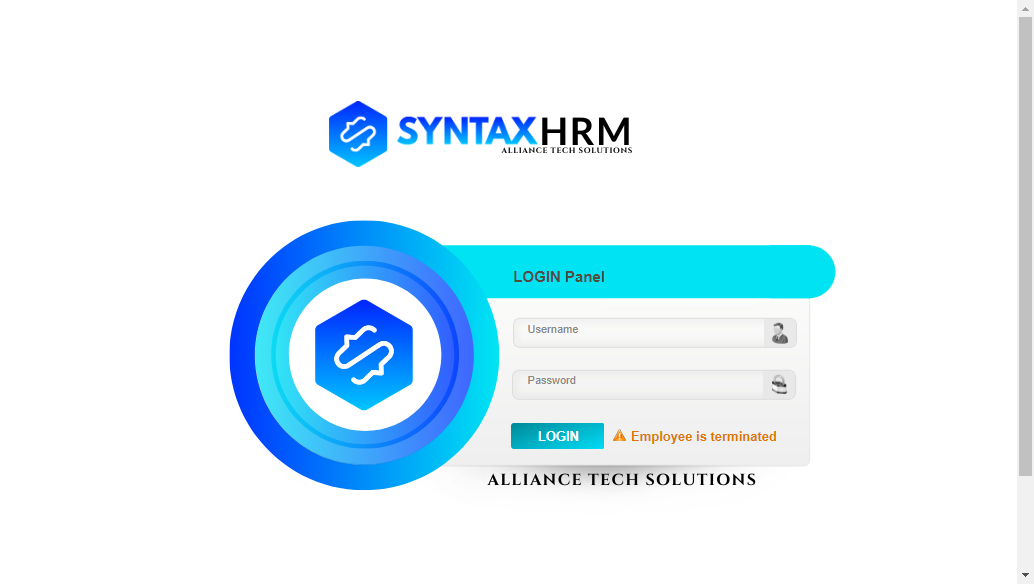 SYNTAXHRM
ALLIANCE TECH SOLUTIONS
LOGIN Panel
Username
Password
LOGIN
Employee is terminated
ALLIANCE TECH SOLUTIONS